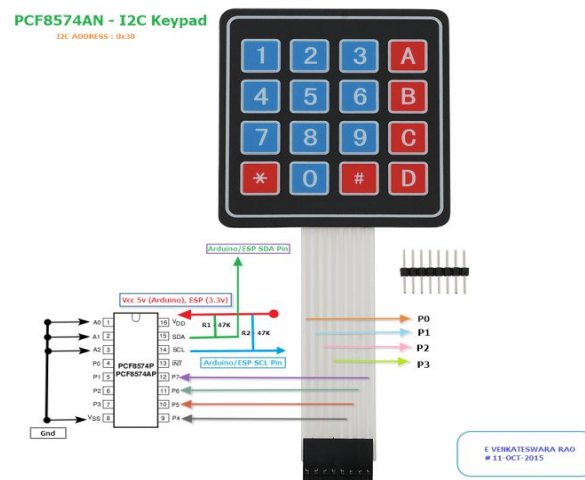 PCF8574AN - I2C Keypad
I2C ADDRESS : 0x38
1 2 3 A
4 5 6 B
7 8 9 C
* 0 # D
Arduino/ESP SDA Pin
Vcc 5v (Arduino), ESP (3.3v)
R1 - 47K
R2 - 47K
Arduino/ESP SCL Pin
A0 1 16 VDD
A1 2 15 SDA
A2 3 14 SCL
P0 4 13 INT
P1 5 12 P7
P2 6 11 P6
P3 7 10 P5
VSS 8 9 P4
PCF8574P
PCF8574AP
Gnd
P0
P1
P2
P3
E VENKATESWARA RAO
# 11-OCT-2015